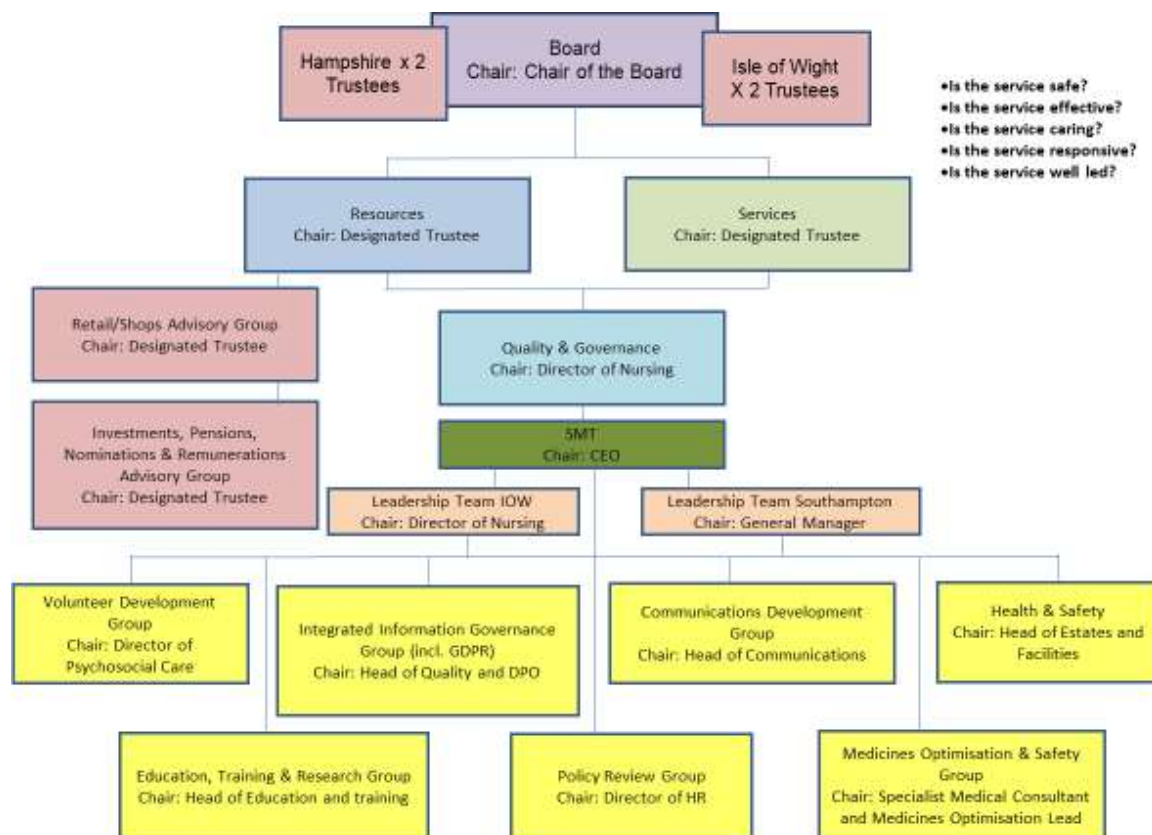 Hampshire x 2
Trustees
Board
Chair: Chair of the Board
Isle of Wight
X 2 Trustees
•Is the service safe?
•Is the service effective?
•Is the service caring?
•Is the service responsive?
•Is the service well led?
Resources
Chair: Designated Trustee
Services
Chair: Designated Trustee
Retail/Shops Advisory Group
Chair: Designated Trustee
Quality & Governance
Chair: Director of Nursing
Investments, Pensions,
Nominations & Remunerations
Advisory Group
Chair: Designated Trustee
SMT
Chair: CEO
Leadership Team IOW
Chair: Director of Nursing
Leadership Team Southampton
Chair: General Manager
Volunteer Development
Group
Chair: Director of
Psychosocial Care
Integrated Information Governance
Group (incl. GDPR)
Chair: Head of Quality and DPO
Communications Development
Group
Chair: Head of Communications
Health & Safety
Chair: Head of Estates and
Facilities
Education, Training & Research Group
Chair: Head of Education and training
Policy Review Group
Chair: Director of HR
Medicines Optimisation & Safety
Group
Chair: Specialist Medical Consultant
and Medicines Optimisation Lead